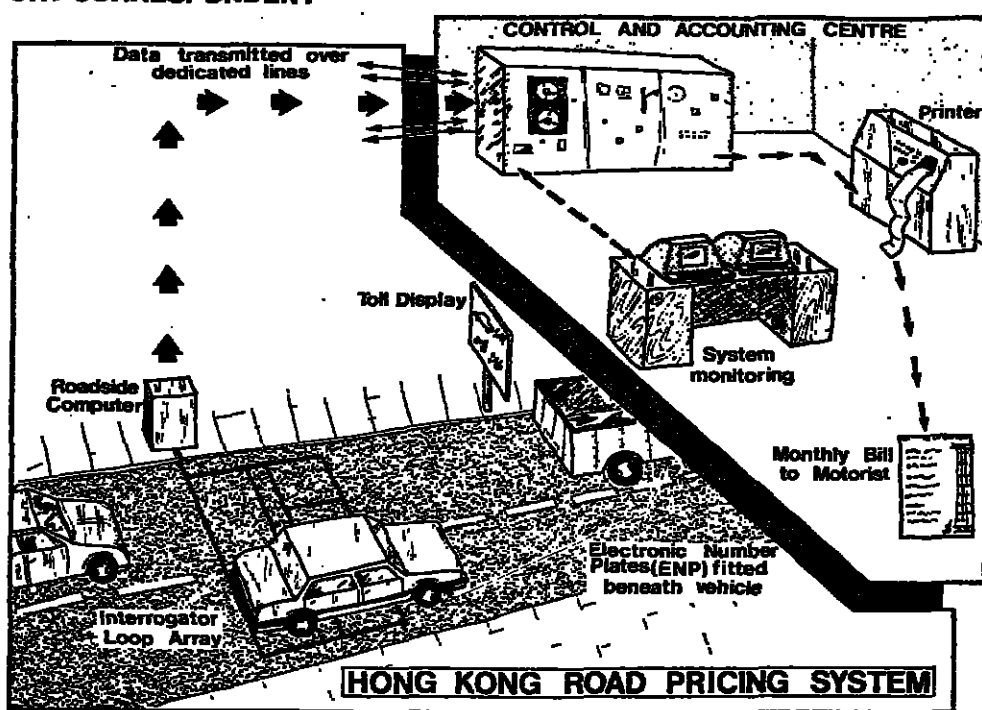 CORRESPONDENT
CONTROL AND ACCOUNTING CENTRE
Data transmitted over
dedicated lines
Printer
Toll Display
System
monitoring
Roadside
Computer
Monthly Bill
to Motorist
Electronic Number
Plates (ENP) fitted
beneath vehicle
Interrogator
Loop Array
HONG KONG ROAD PRICING SYSTEM